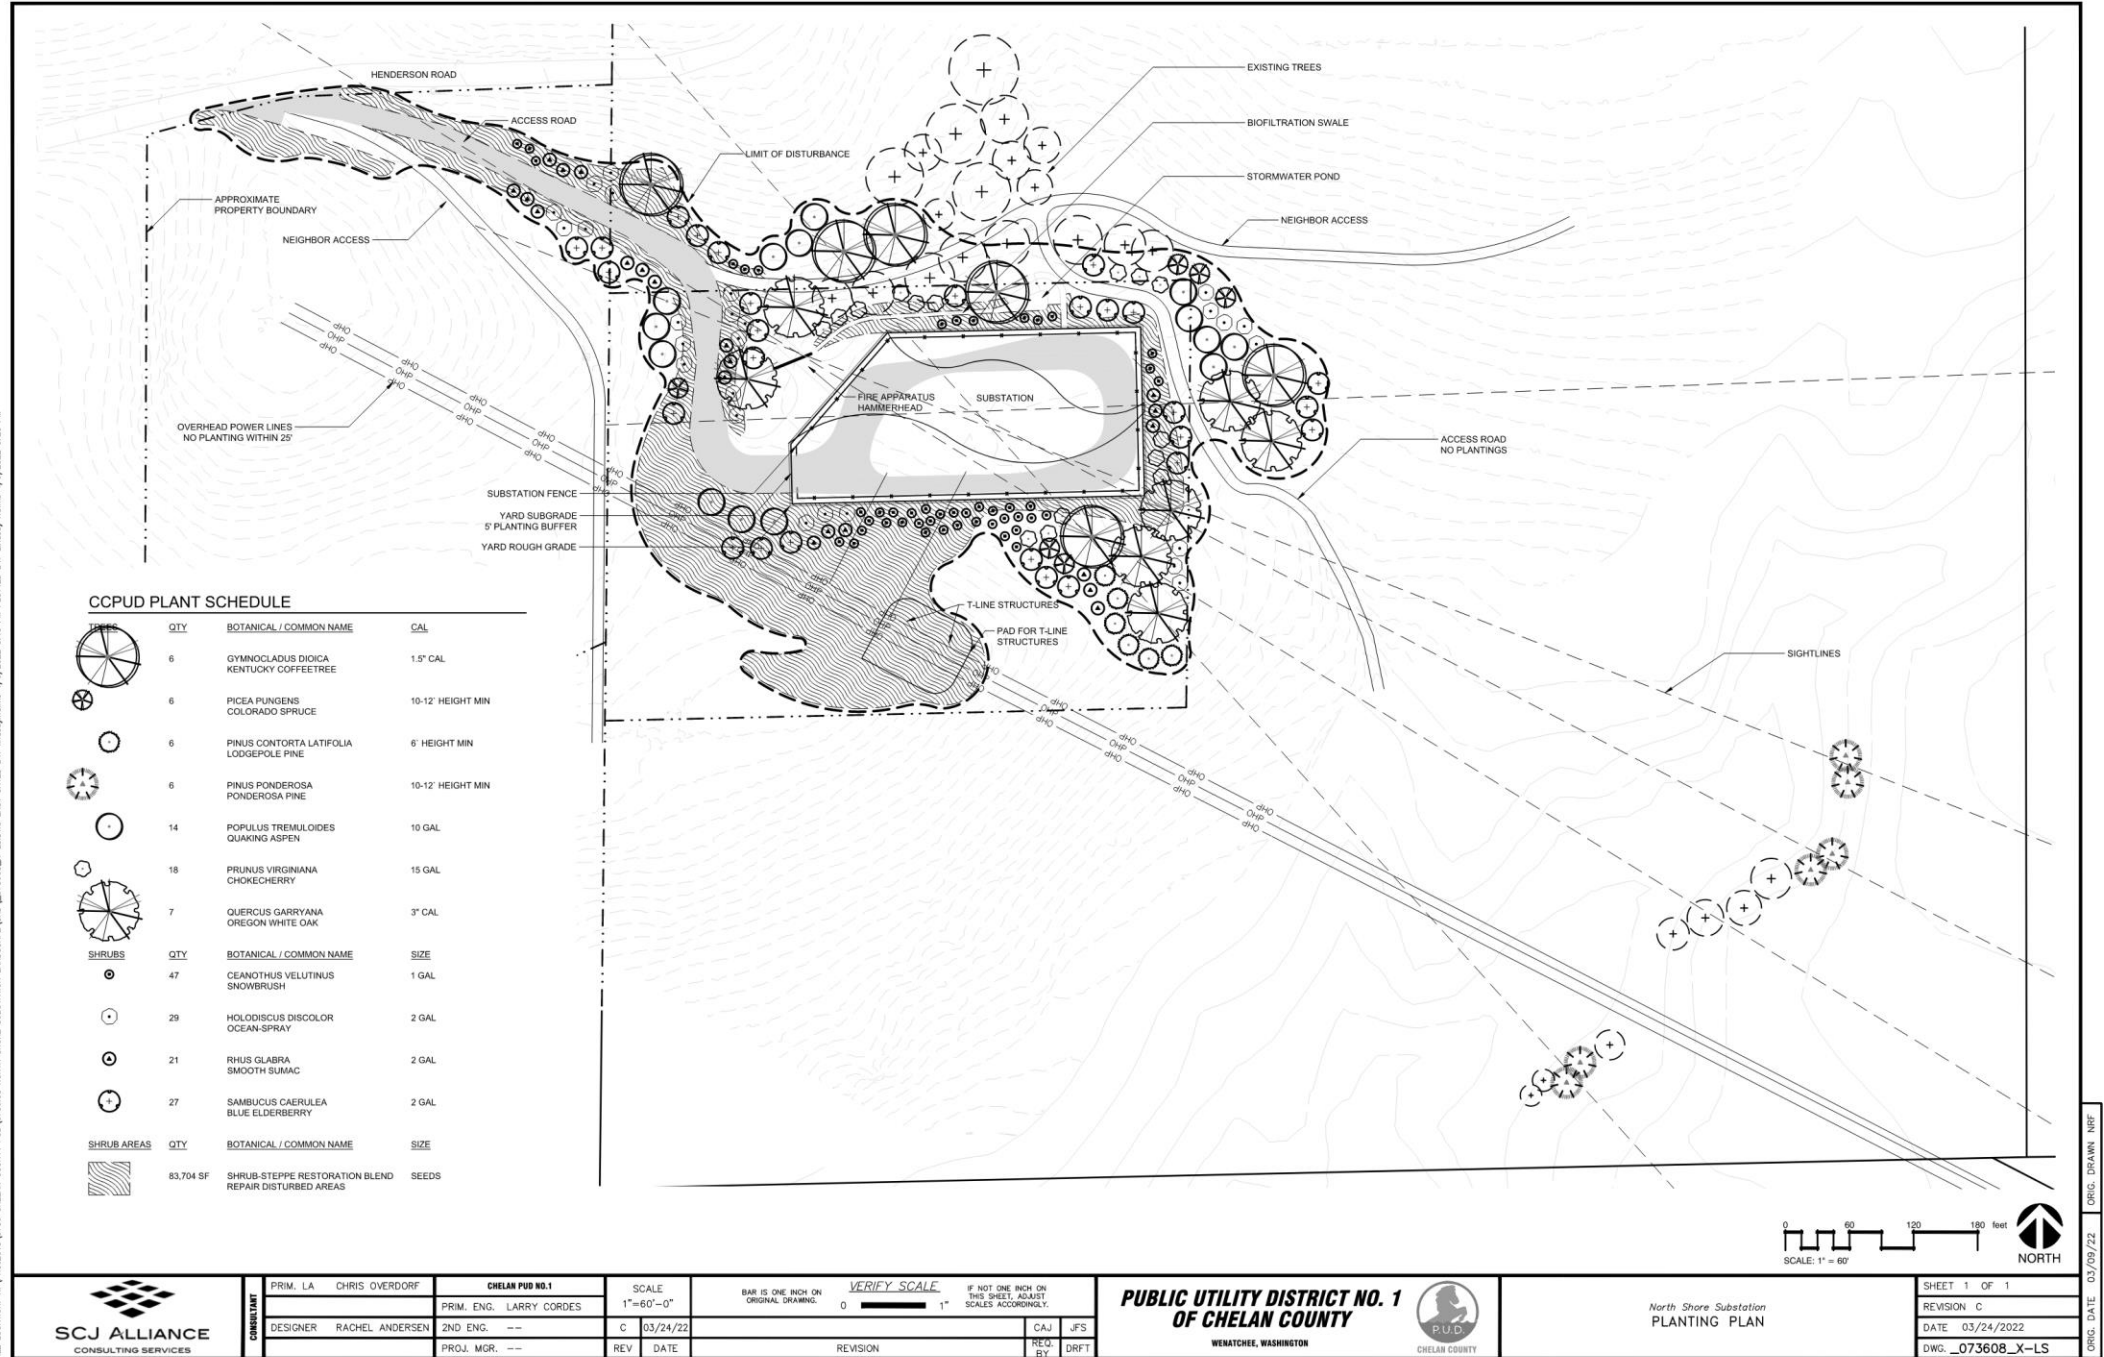 HENDERSON ROAD
ACCESS ROAD
LIMIT OF DISTURBANCE
EXISTING TREES
BIOFILTRATION SWALE
STORMWATER POND
NEIGHBOR ACCESS
APPROXIMATE
PROPERTY BOUNDARY
NEIGHBOR ACCESS
OHP
OHP
OHP
OVERHEAD POWER LINES
NO PLANTING WITHIN 25'
FIRE APPARATUS
HAMMERHEAD
SUBSTATION
ACCESS ROAD
NO PLANTINGS
SUBSTATION FENCE
YARD SUBGRADE
5' PLANTING BUFFER
YARD ROUGH GRADE
T-LINE STRUCTURES
PAD FOR T-LINE
STRUCTURES
SIGHTLINES
CCPUD PLANT SCHEDULE
TREES QTY BOTANICAL / COMMON NAME CAL
6 GYMNOCLADUS DIOICA 1.5" CAL
KENTUCKY COFFEETREE
6 PICEA PUNGENS 10-12' HEIGHT MIN
COLORADO SPRUCE
6 PINUS CONTORTA LATIFOLIA 6' HEIGHT MIN
LODGEPOLE PINE
6 PINUS PONDEROSA 10-12' HEIGHT MIN
PONDEROSA PINE
14 POPULUS TREMULOIDES 10 GAL
QUAKING ASPEN
18 PRUNUS VIRGINIANA 15 GAL
CHOKECHERRY
7 QUERCUS GARRYANA 3" CAL
OREGON WHITE OAK
SHRUBS QTY BOTANICAL / COMMON NAME SIZE
47 CEANOTHUS VELUTINUS 1 GAL
SNOWBRUSH
29 HOLODISCUS DISCOLOR 2 GAL
OCEAN-SPRAY
21 RHUS GLABRA 2 GAL
SMOOTH SUMAC
27 SAMBUCUS CAERULEA 2 GAL
BLUE ELDERBERRY
SHRUB AREAS QTY BOTANICAL / COMMON NAME SIZE
83,704 SF SHRUB-STEPPE RESTORATION BLEND SEEDS
REPAIR DISTURBED AREAS
0 60 120 180 feet
SCALE: 1" = 60'
NORTH
SCJ ALLIANCE
CONSULTING SERVICES
CONSULTANT
PRIM. LA CHRIS OVERDORF
DESIGNER RACHEL ANDERSEN
CHELAN PUD NO.1
PRIM. ENG. LARRY CORDES
2ND ENG. --
PROJ. MGR. --
SCALE
1"=60'-0"
C 03/24/22
REV DATE
BAR IS ONE INCH ON
ORIGINAL DRAWING.
VERIFY SCALE
0 1"
IF NOT ONE INCH ON
THIS SHEET, ADJUST
SCALES ACCORDINGLY.
REVISION
CAJ JFS
REQ. BY DRFT
PUBLIC UTILITY DISTRICT NO. 1
OF CHELAN COUNTY
WENATCHEE, WASHINGTON
P.U.D.
CHELAN COUNTY
North Shore Substation
PLANTING PLAN
SHEET 1 OF 1
REVISION C
DATE 03/24/2022
DWG. _073608_X-LS
ORIG. DATE 03/09/22
ORIG. DRAWN NRF